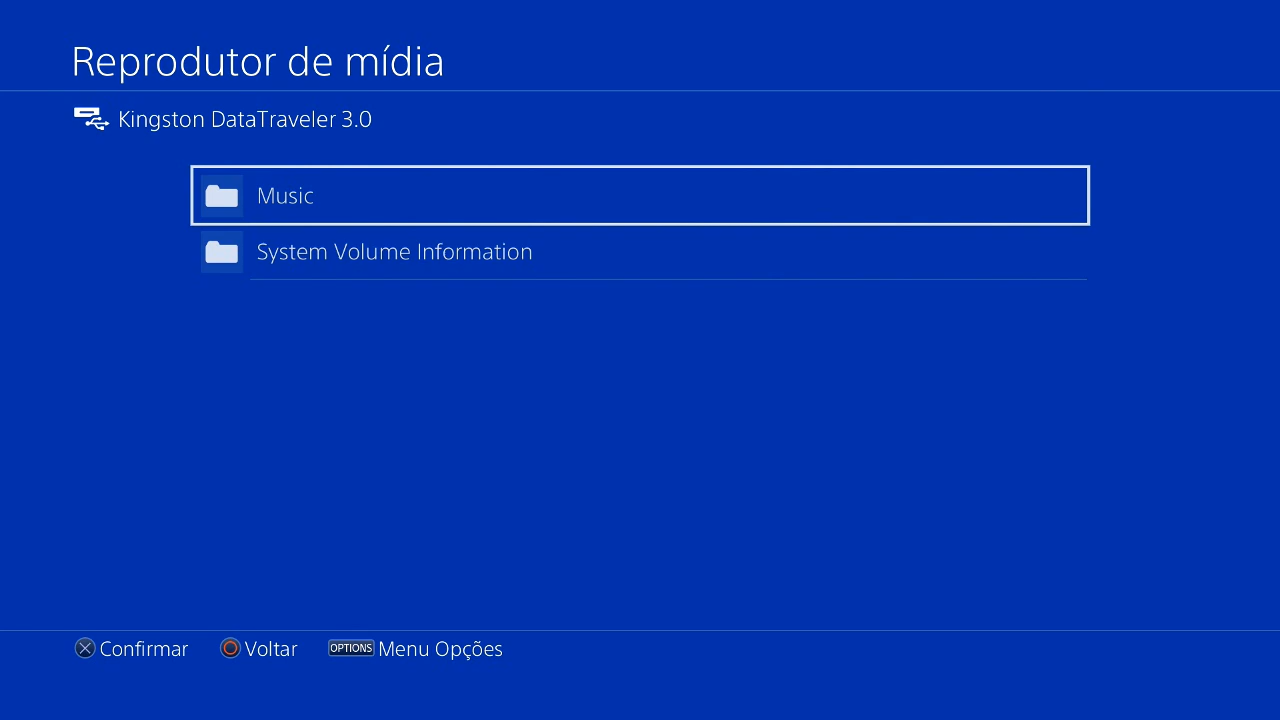 Reprodutor de mídia
Kingston DataTraveler 3.0
Music
System Volume Information
Confirmar Voltar OPTIONS Menu Opções